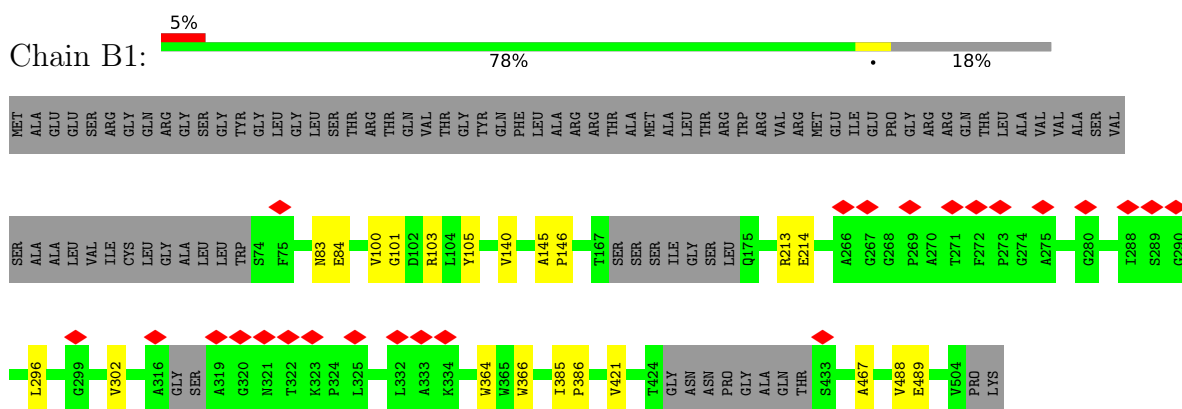 5%
Chain B1:
78%
•
18%
MET ALA GLU GLU SER ARG GLY GLN ARG GLY SER GLY TYR GLY LEU GLY LEU SER THR ARG THR GLN VAL THR GLY TYR GLN PHE LEU ALA ARG ARG THR ALA MET ALA LEU THR ARG TRP ARG VAL ARG MET GLU ILE GLU PRO GLY ARG ARG GLN THR LEU ALA VAL VAL ALA SER VAL
SER ALA ALA LEU VAL ILE CYS LEU GLY ALA LEU LEU TRP S74 F75 N83 E84 V100 G101 D102 R103 L104 Y105 V140 A145 P146 T167 SER SER SER ILE GLY SER LEU Q175 R213 E214 A266 G267 G268 P269 A270 T271 F272 P273 G274 A275 G280 I288 S289 G290
L296 G299 V302 A316 GLY SER A319 G320 N321 T322 K323 P324 L325 L332 A333 K334 W364 W365 W366 I385 P386 V421 T424 GLY ASN ASN PRO GLY ALA GLN THR S433 A467 V488 E489 V504 PRO LYS